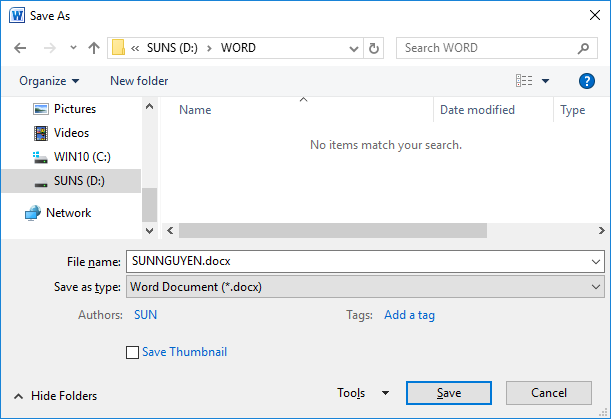 Save As
« SUNS (D:) › WORD
Search WORD
Organize
New folder
Pictures
Videos
WIN10 (C:)
SUNS (D:)
Network
Name
Date modified
Type
No items match your search.
File name: SUNNGUYEN.docx
Save as type: Word Document (*.docx)
Authors: SUN
Tags: Add a tag
Save Thumbnail
Hide Folders
Tools
Save
Cancel